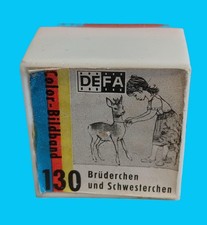 DEFA
Color-Bildband
130
Brüderchen
und Schwesterchen